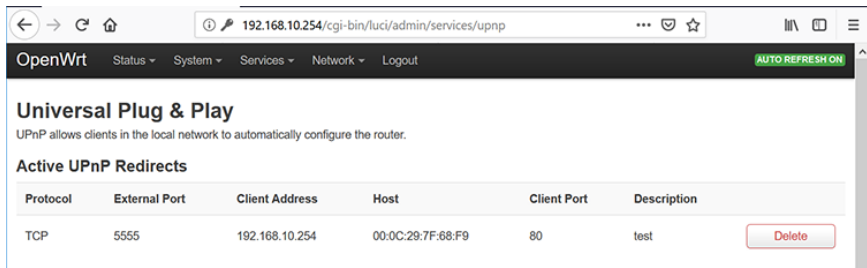 192.168.10.254/cgi-bin/luci/admin/services/upnp
OpenWrt Status System Services Network Logout AUTO REFRESH ON
Universal Plug & Play
UPnP allows clients in the local network to automatically configure the router.
Active UPnP Redirects
Protocol External Port Client Address Host Client Port Description
TCP 5555 192.168.10.254 00:0C:29:7F:68:F9 80 test Delete